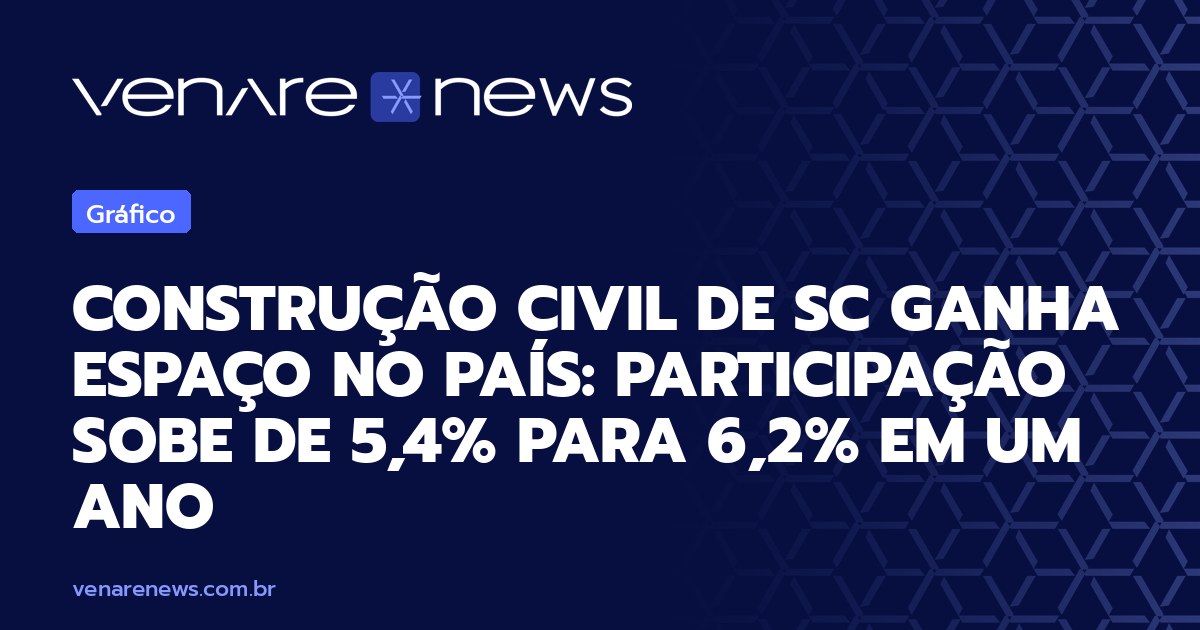 venare news
Gráfico
CONSTRUÇÃO CIVIL DE SC GANHA
ESPAÇO NO PAÍS: PARTICIPAÇÃO
SOBE DE 5,4% PARA 6,2% EM UM
ANO
venarenews.com.br